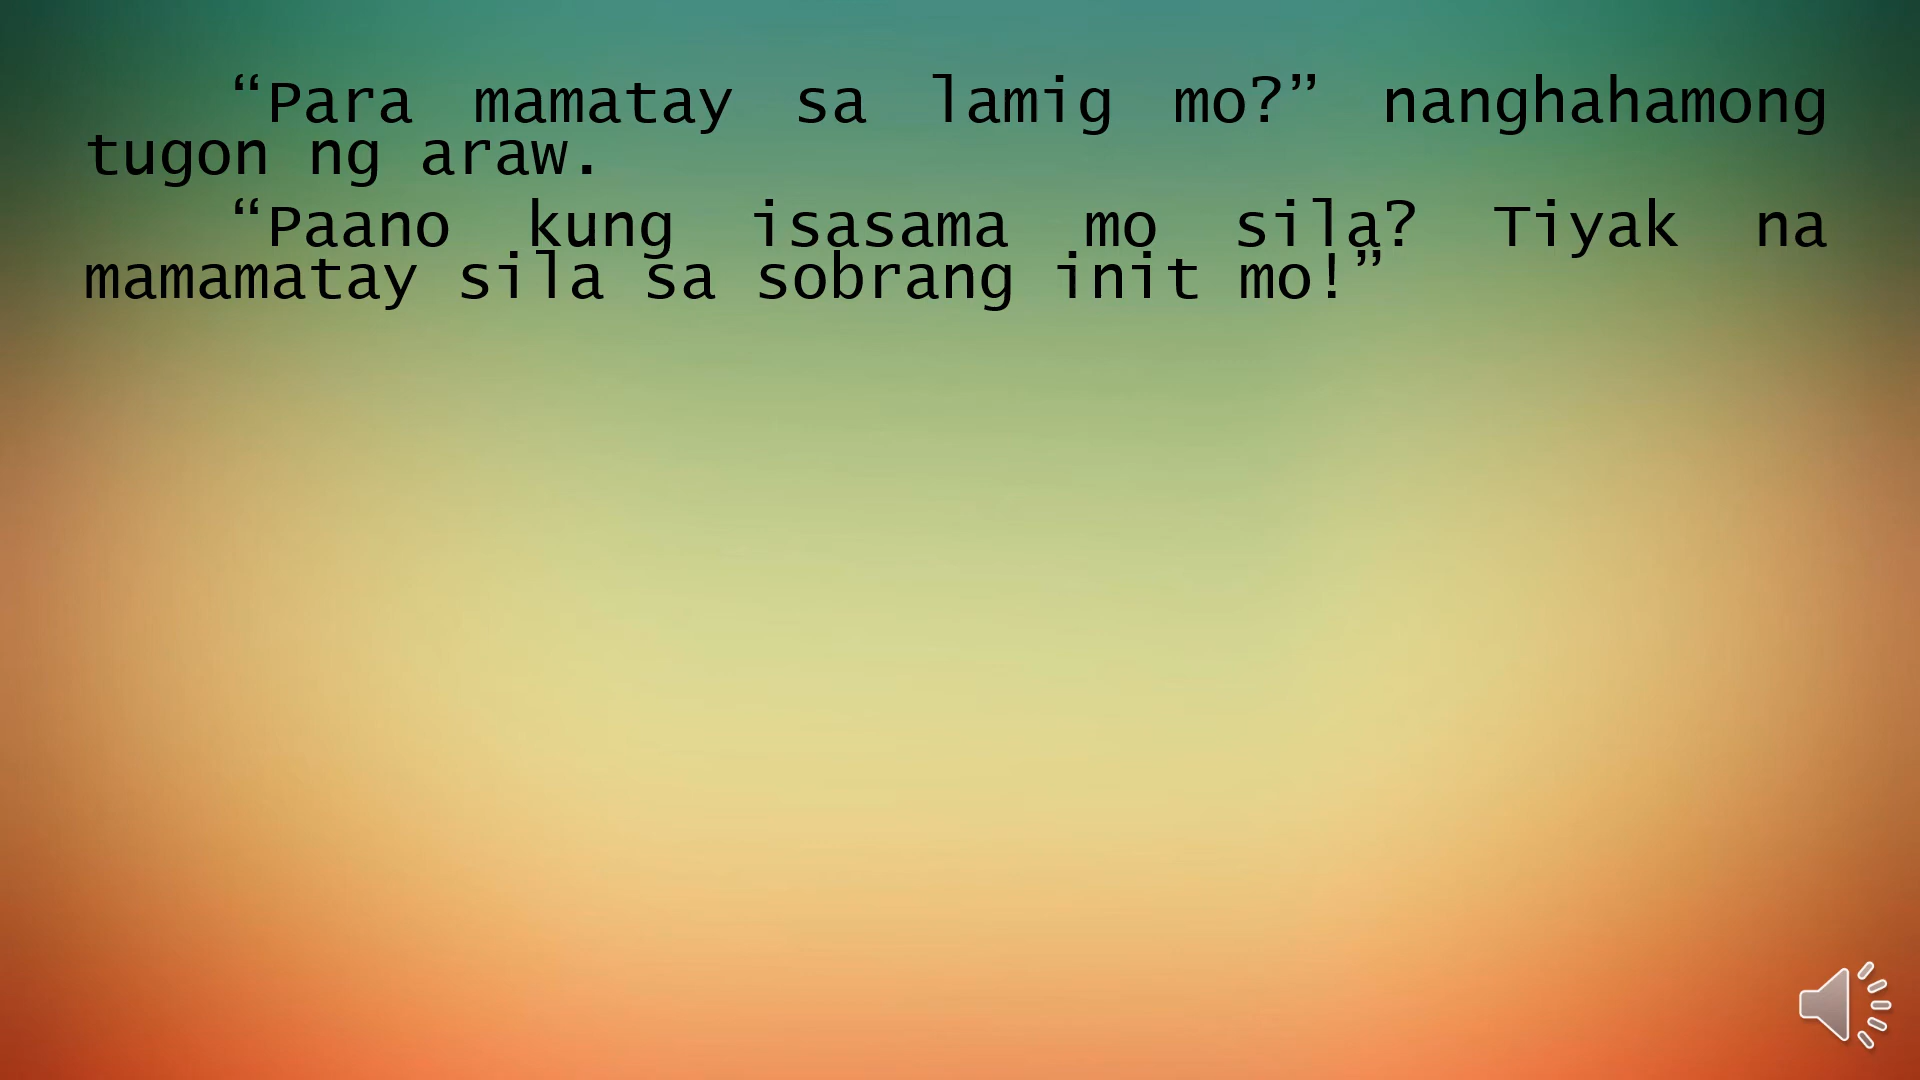 “Para mamatay sa lamig mo?” nanghahamong
tugon ng araw.
“Paano kung isasama mo sila? Tiyak na
mamamatay sila sa sobrang init mo!”